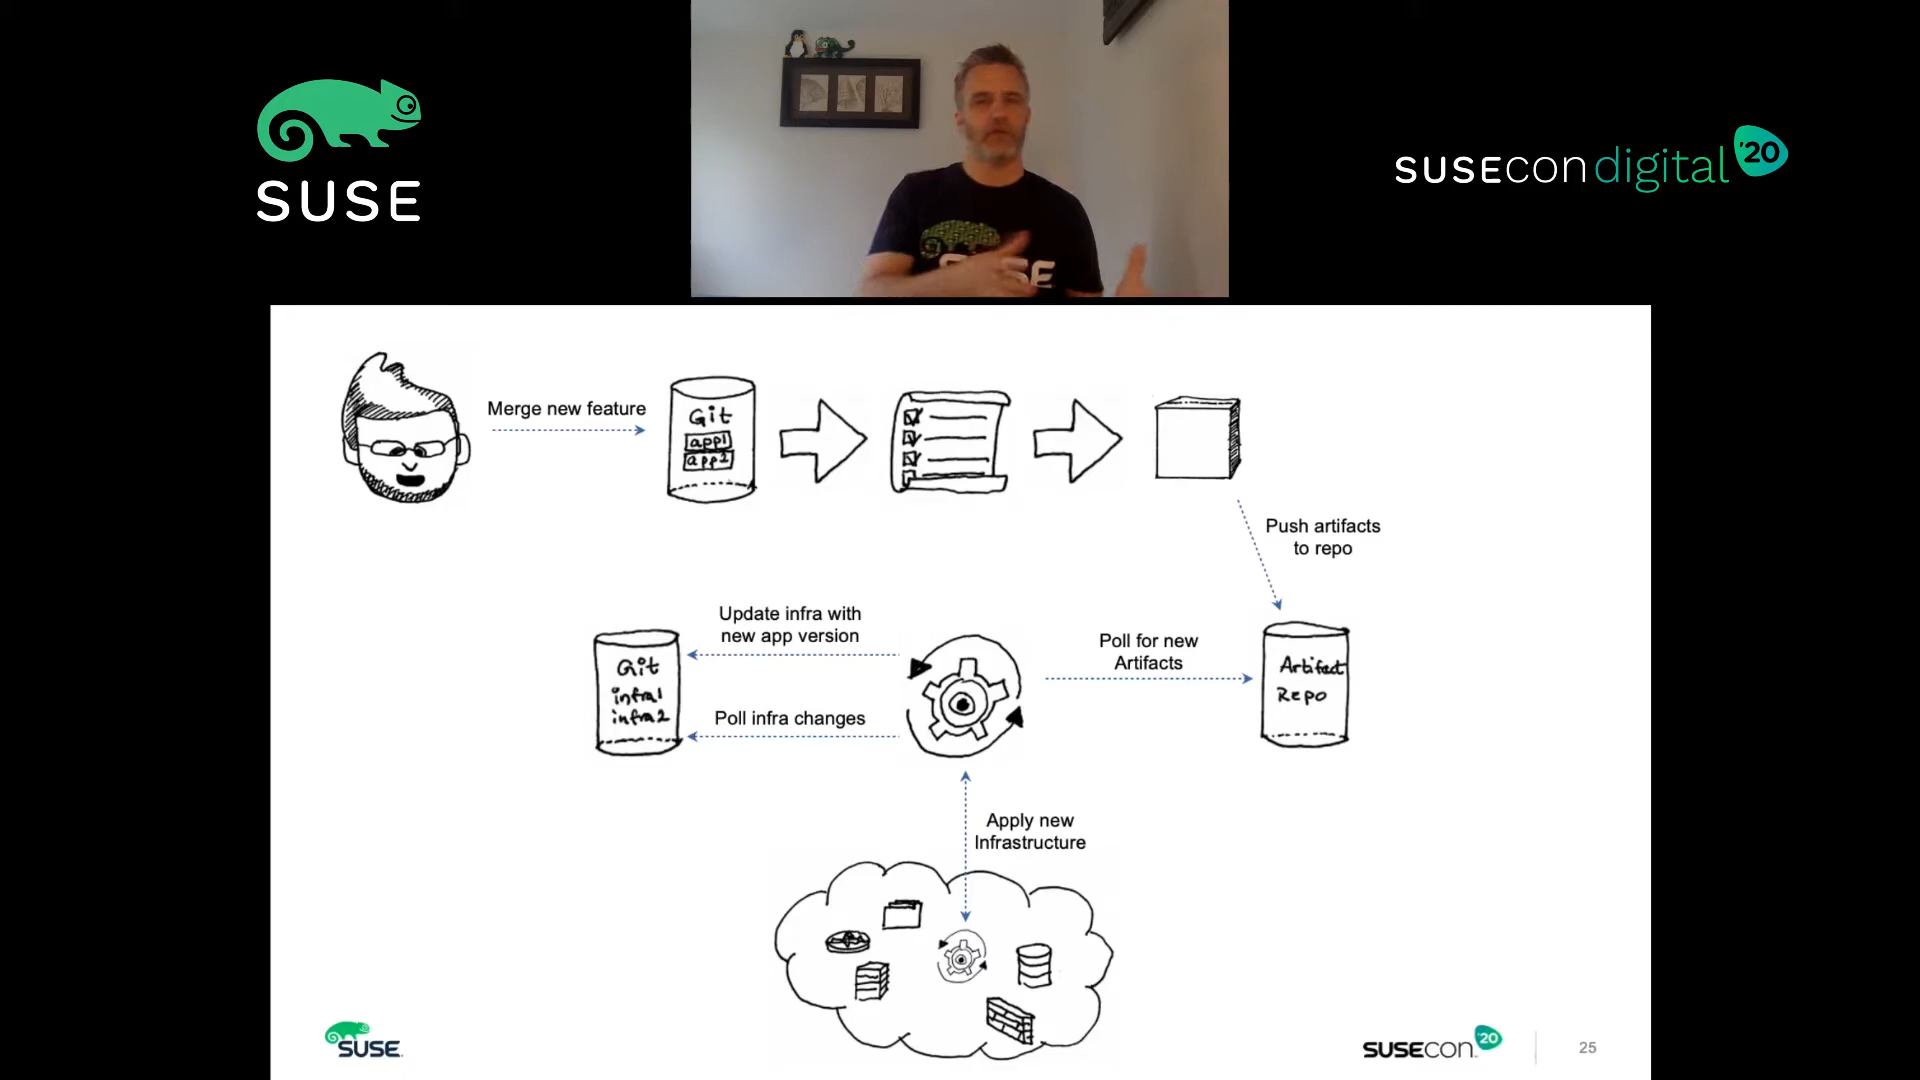 SUSE
SUSECON digital '20
SUSE
Merge new feature
Git
app1
app2
Push artifacts
to repo
Update infra with
new app version
Poll for new
Artifacts
Git
infra1
infra2
Poll infra changes
Artifact
Repo
Apply new
Infrastructure
SUSE
SUSECON '20
25